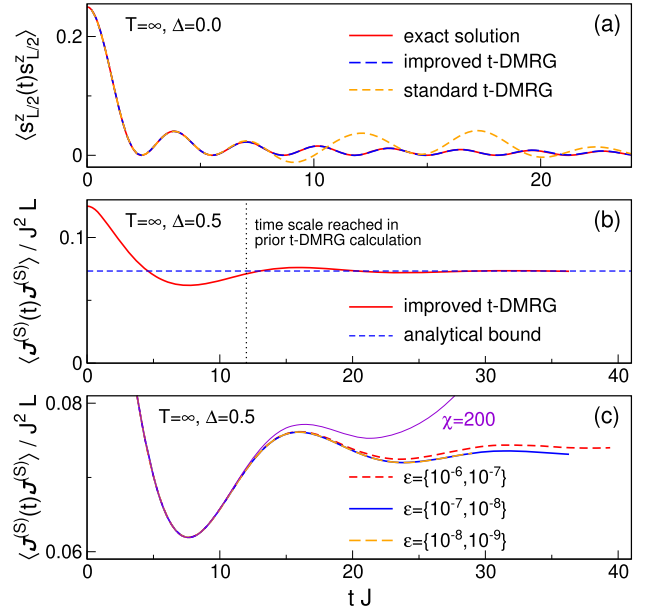 T=∞, Δ=0.0
(a)
exact solution
improved t-DMRG
standard t-DMRG
⟨s^z_{L/2}(t)s^z_{L/2}⟩
0.2
0
0
10
20
(b)
T=∞, Δ=0.5
time scale reached in
prior t-DMRG calculation
improved t-DMRG
analytical bound
⟨J^{(S)}(t)J^{(S)}⟩ / J^2 L
0.1
0
0
10
20
30
40
(c)
T=∞, Δ=0.5
χ=200
ε={10^{-6},10^{-7}}
ε={10^{-7},10^{-8}}
ε={10^{-8},10^{-9}}
⟨J^{(S)}(t)J^{(S)}⟩ / J^2 L
0.08
0.06
0
10
20
30
40
t J